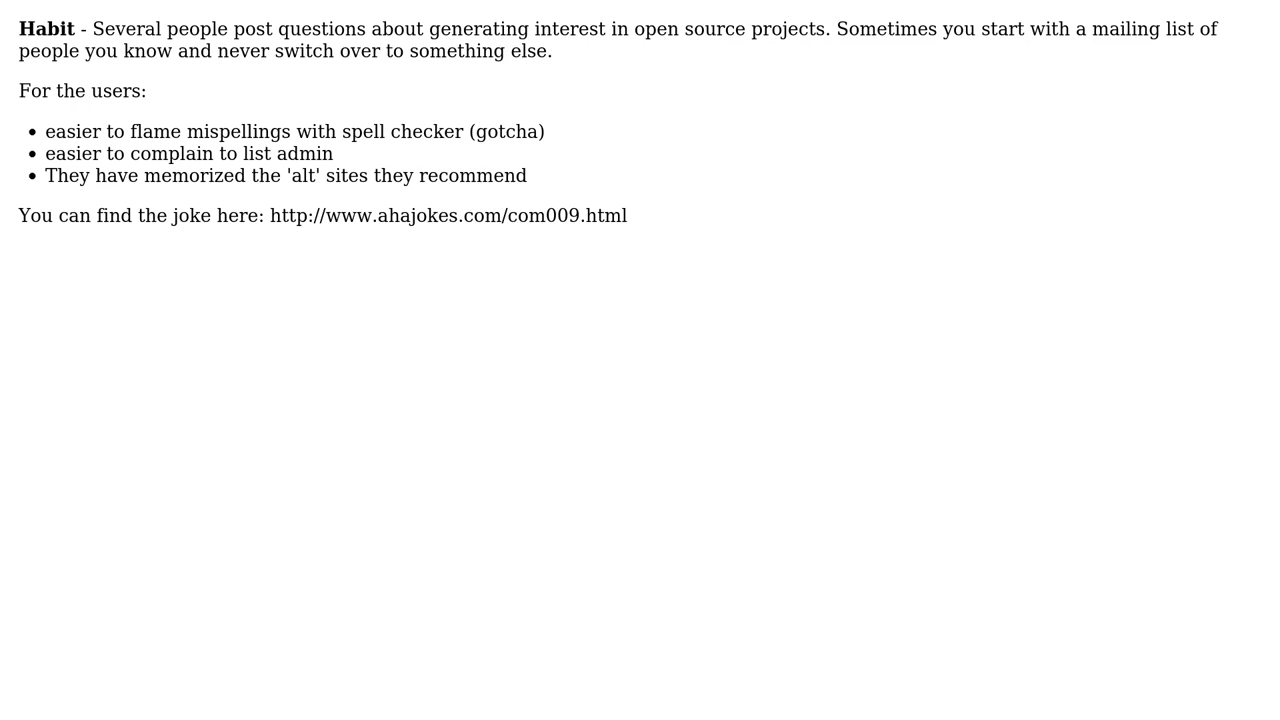 Habit - Several people post questions about generating interest in open source projects. Sometimes you start with a mailing list of
people you know and never switch over to something else.
For the users:
• easier to flame mispellings with spell checker (gotcha)
• easier to complain to list admin
• They have memorized the 'alt' sites they recommend
You can find the joke here: http://www.ahajokes.com/com009.html